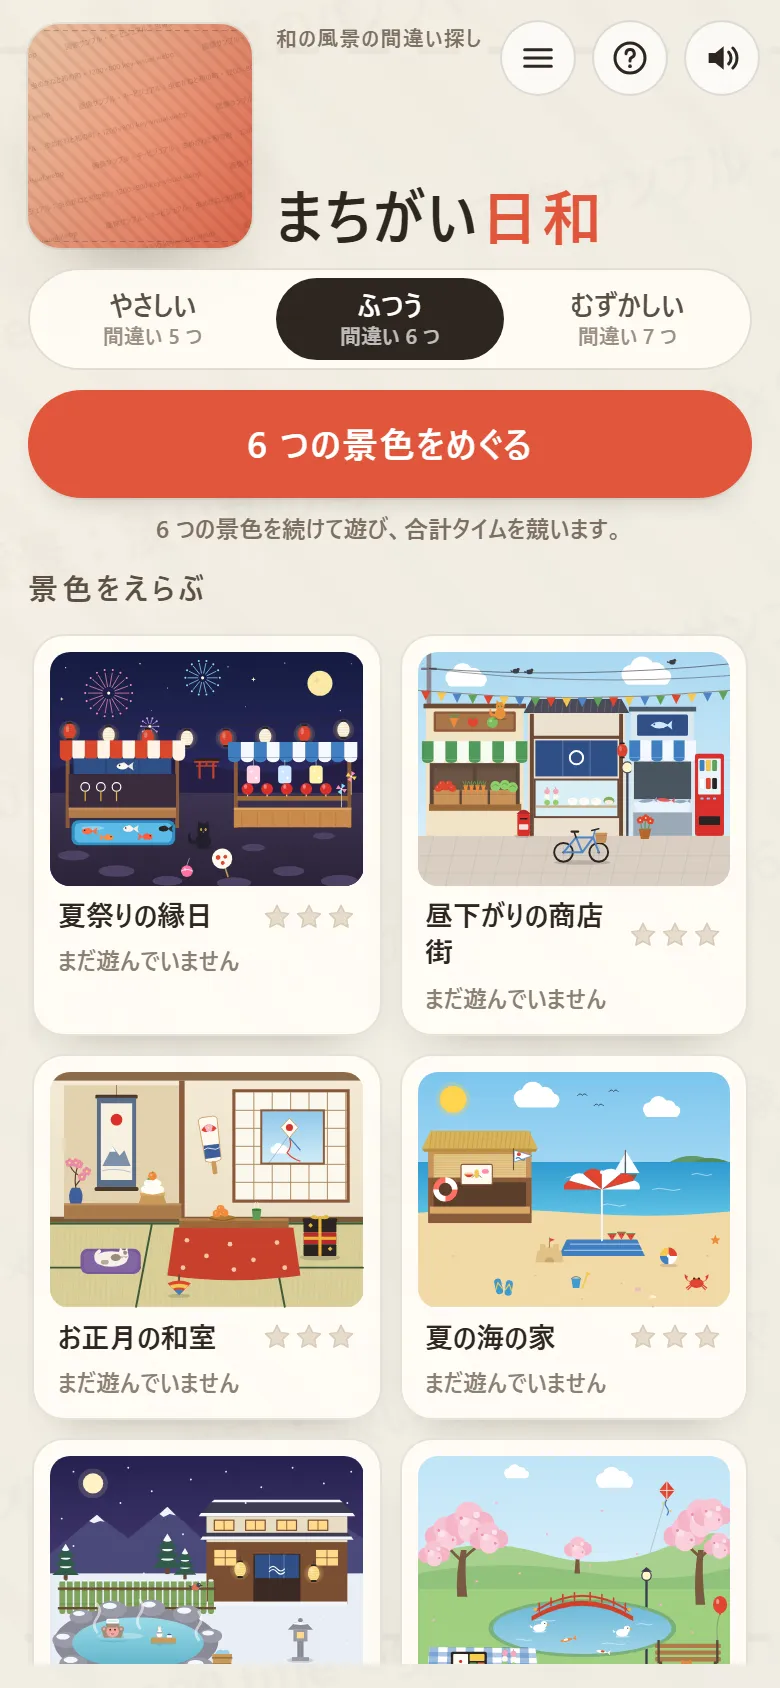 和の風景の間違い探し
まちがい日和
やさしい
間違い 5 つ
ふつう
間違い 6 つ
むずかしい
間違い 7 つ
6 つの景色をめぐる
6 つの景色を続けて遊び、合計タイムを競います。
景色をえらぶ
夏祭りの縁日
まだ遊んでいません
昼下がりの商店
街
まだ遊んでいません
お正月の和室
まだ遊んでいません
夏の海の家
まだ遊んでいません